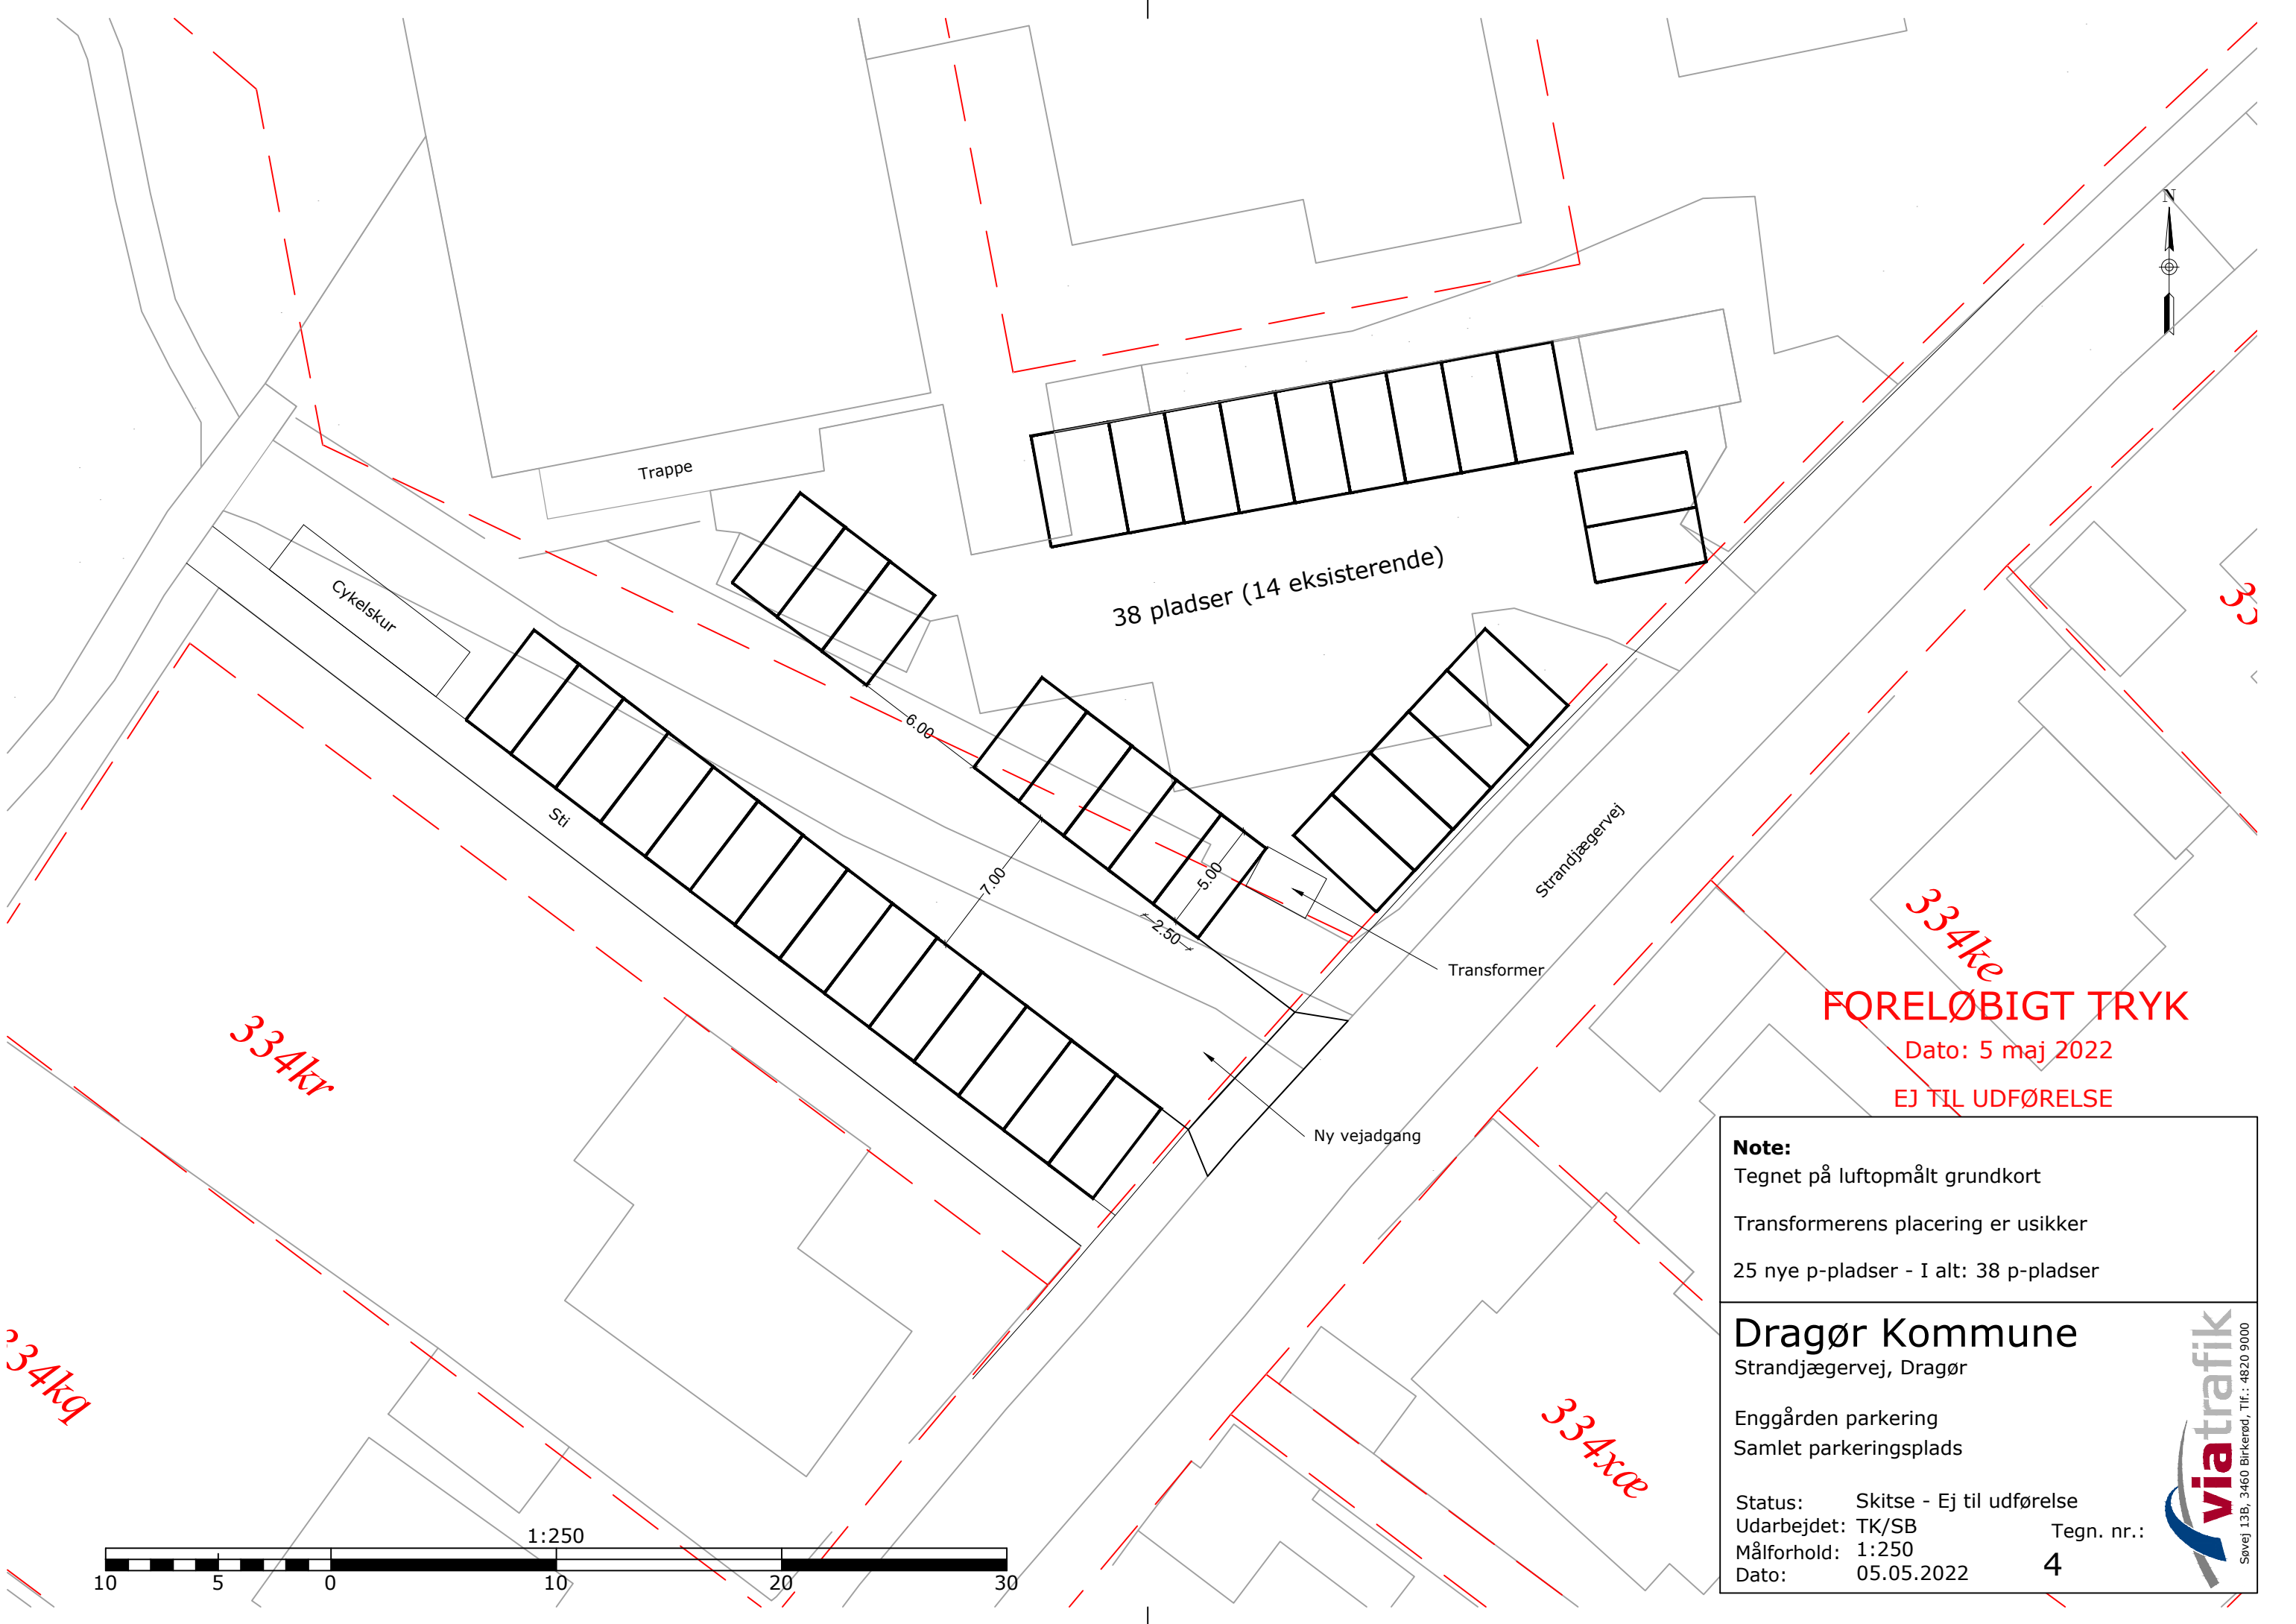 N
Trappe
Cykelskur
38 pladser (14 eksisterende)
33
6.00
Sti
7.00
5.00
2.50
Strandjægervej
334ke
Transformer
FORELØBIGT TRYK
Dato: 5 maj 2022
EJ TIL UDFØRELSE
334kr
Ny vejadgang
Note:
Tegnet på luftopmålt grundkort
Transformerens placering er usikker
25 nye p-pladser - I alt: 38 p-pladser
334kq
334xæ
Dragør Kommune
Strandjægervej, Dragør
Enggården parkering
Samlet parkeringsplads
Status: Skitse - Ej til udførelse
Udarbejdet: TK/SB
Tegn. nr.:
Målforhold: 1:250
4
Dato: 05.05.2022
viatrafik
Søvej 13B, 3460 Birkerød, Tlf.: 4820 9000
1:250
10 5 0 10 20 30